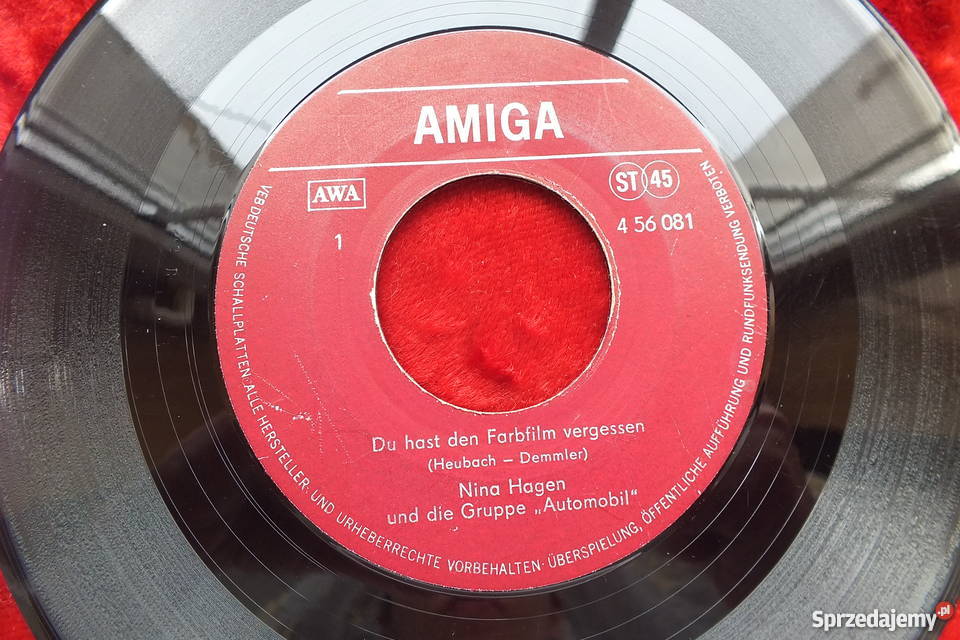 AMIGA
AWA
ST 45
1
4 56 081
Du hast den Farbfilm vergessen
(Heubach – Demmler)
Nina Hagen
und die Gruppe „Automobil“
VEB DEUTSCHE SCHALLPLATTEN · ALLE HERSTELLER- UND URHEBERRECHTE VORBEHALTEN · ÜBERSPIELUNG, ÖFFENTLICHE AUFFÜHRUNG UND RUNDFUNKSENDUNG VERBOTEN
Sprzedajemy.pl